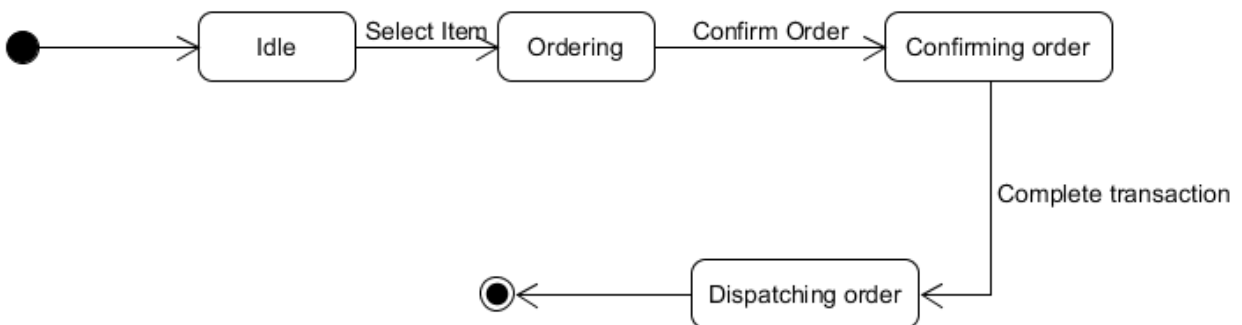 Idle
Select Item
Ordering
Confirm Order
Confirming order
Complete transaction
Dispatching order